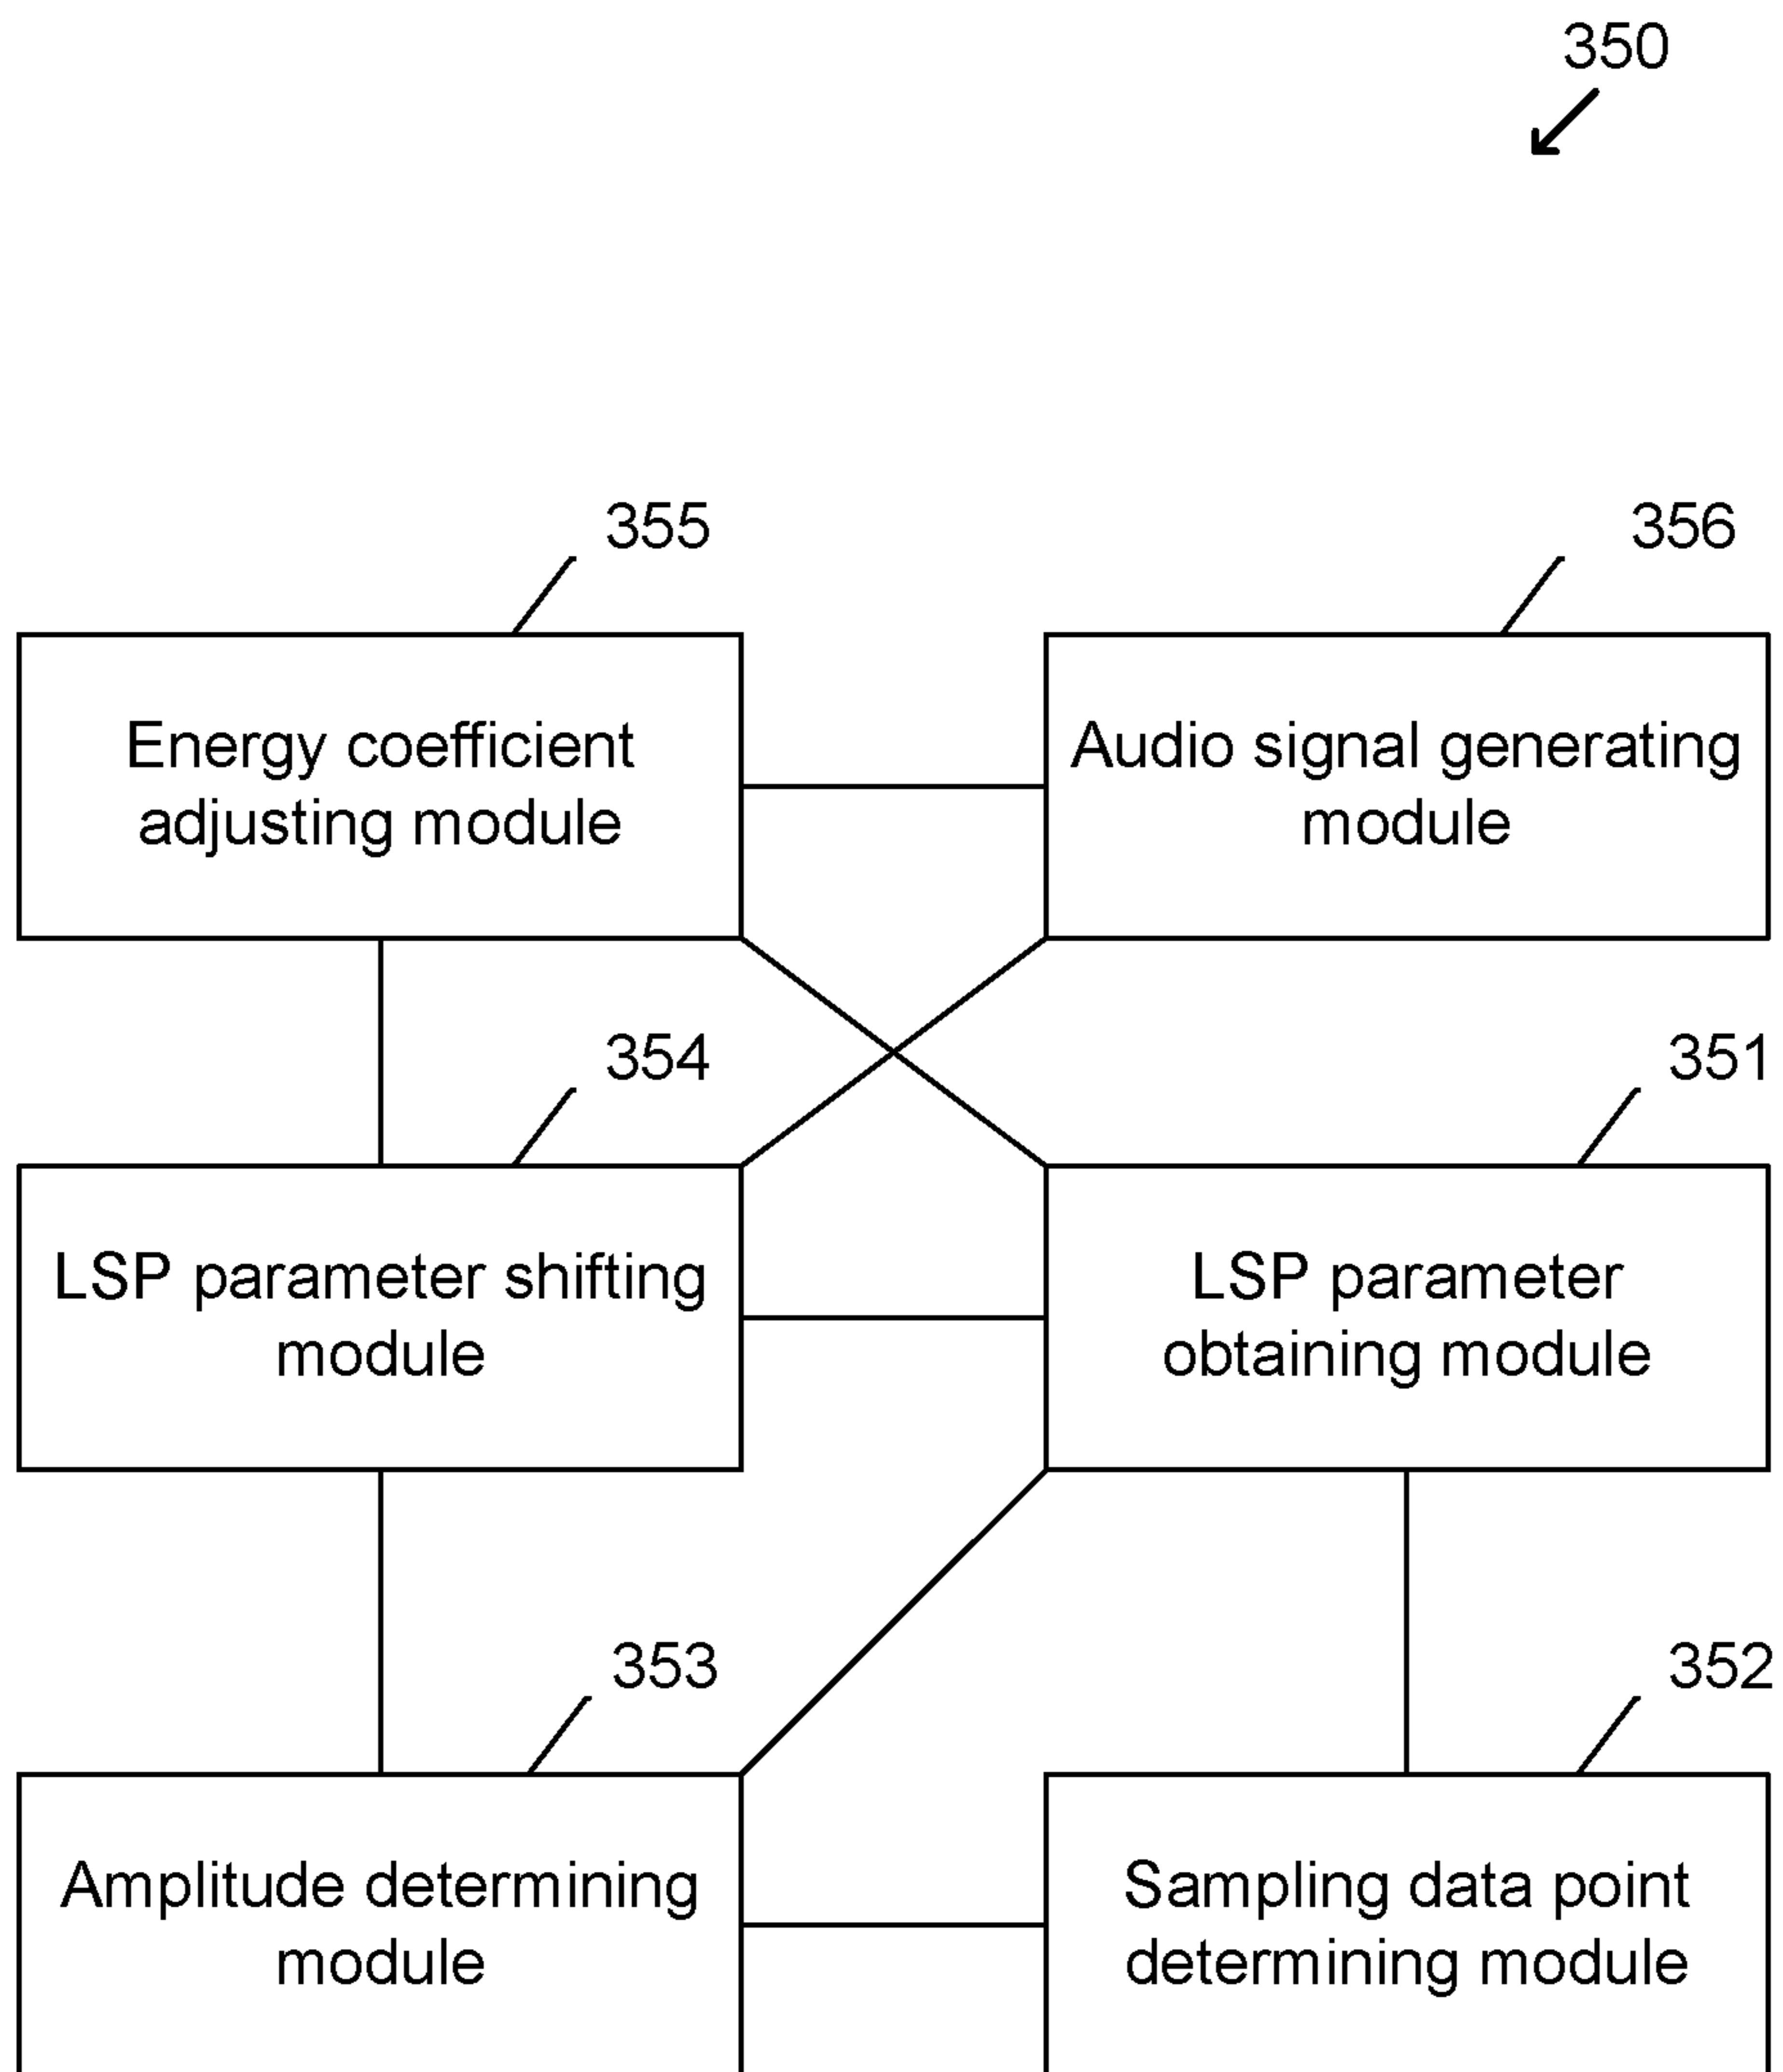 350
355
356
Energy coefficient
adjusting module
Audio signal generating
module
354
351
LSP parameter shifting
module
LSP parameter
obtaining module
353
352
Amplitude determining
module
Sampling data point
determining module